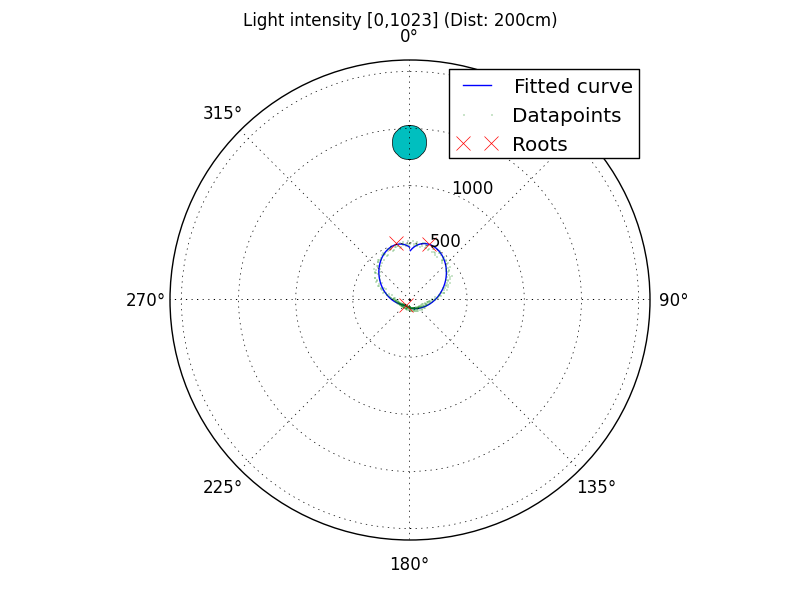 Light intensity [0,1023] (Dist: 200cm)
0°
Fitted curve
Datapoints
Roots
315°
1000
500
270°
90°
225°
135°
180°